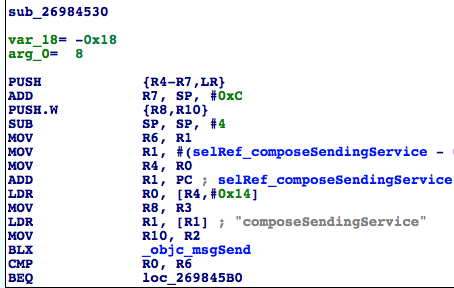 sub_26984530
var_18= -0x18
arg_0= 8
PUSH {R4-R7,LR}
ADD R7, SP, #0xC
PUSH.W {R8,R10}
SUB SP, SP, #4
MOV R6, R1
MOV R1, #(selRef_composeSendingService -
MOV R4, R0
ADD R1, PC ; selRef_composeSendingService
LDR R0, [R4,#0x14]
MOV R8, R3
LDR R1, [R1] ; "composeSendingService"
MOV R10, R2
BLX _objc_msgSend
CMP R0, R6
BEQ loc_269845B0